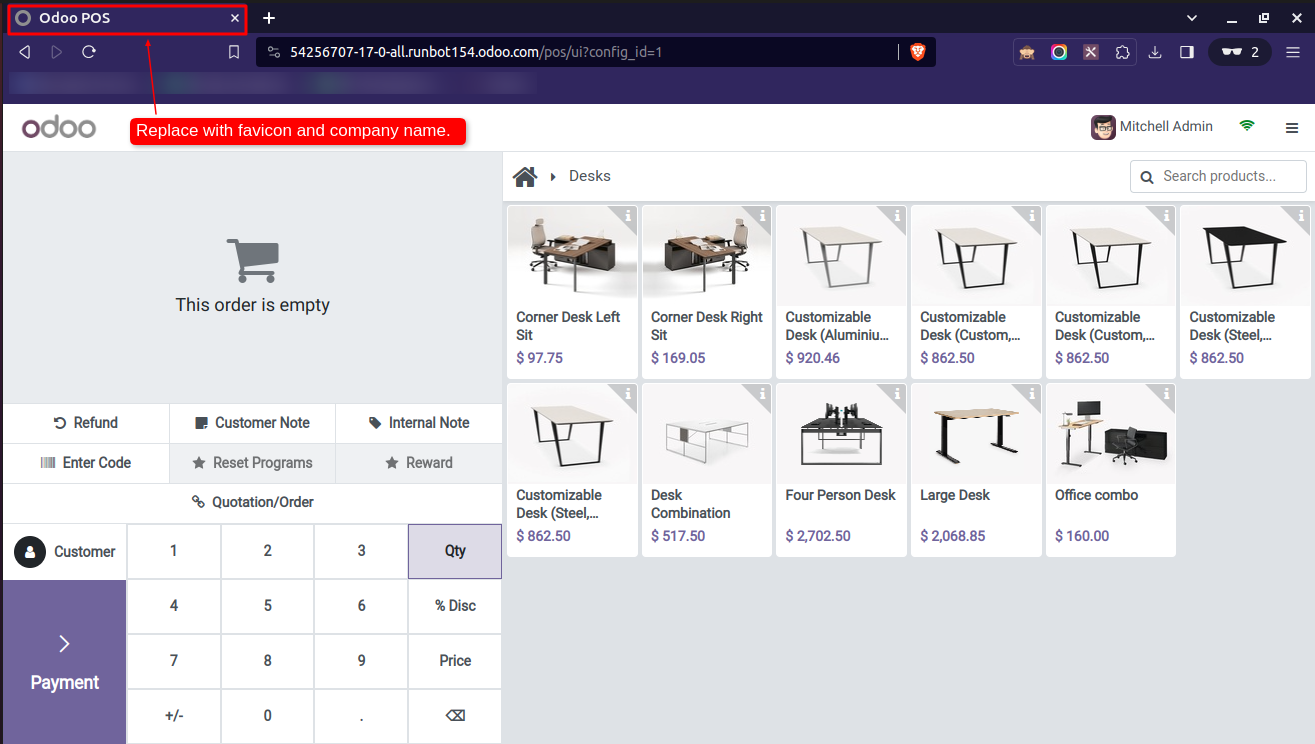 Odoo POS
54256707-17-0-all.runbot154.odoo.com/pos/ui?config_id=1
2
Replace with favicon and company name.
odoo
Mitchell Admin
Desks
Search products...
This order is empty
Corner Desk Left
Sit
$ 97.75
Corner Desk Right
Sit
$ 169.05
Customizable
Desk (Aluminiu...
$ 920.46
Customizable
Desk (Custom,...
$ 862.50
Customizable
Desk (Custom,...
$ 862.50
Customizable
Desk (Steel,...
$ 862.50
Customizable
Desk (Steel,...
$ 862.50
Desk
Combination
$ 517.50
Four Person Desk
$ 2,702.50
Large Desk
$ 2,068.85
Office combo
$ 160.00
Refund
Customer Note
Internal Note
Enter Code
Reset Programs
Reward
Quotation/Order
Customer
1
2
3
Qty
4
5
6
% Disc
Payment
7
8
9
Price
+/-
0
.